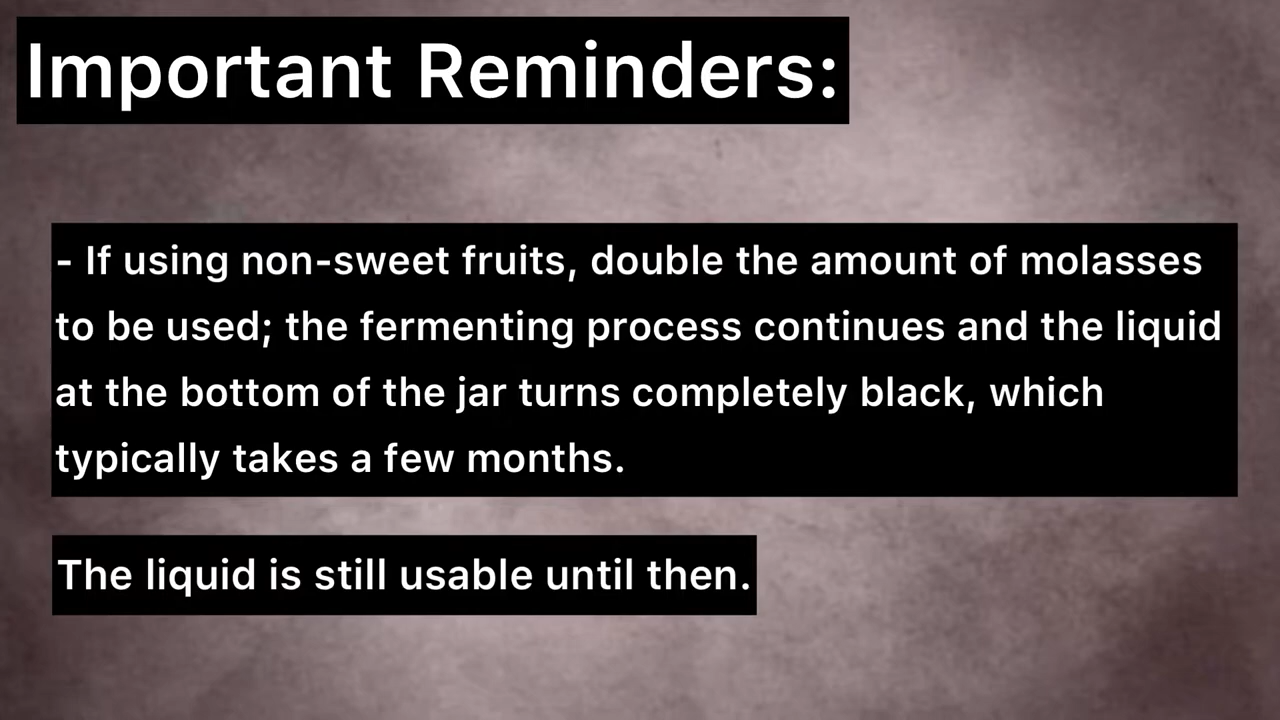 Important Reminders:
- If using non-sweet fruits, double the amount of molasses
to be used; the fermenting process continues and the liquid
at the bottom of the jar turns completely black, which
typically takes a few months.
The liquid is still usable until then.